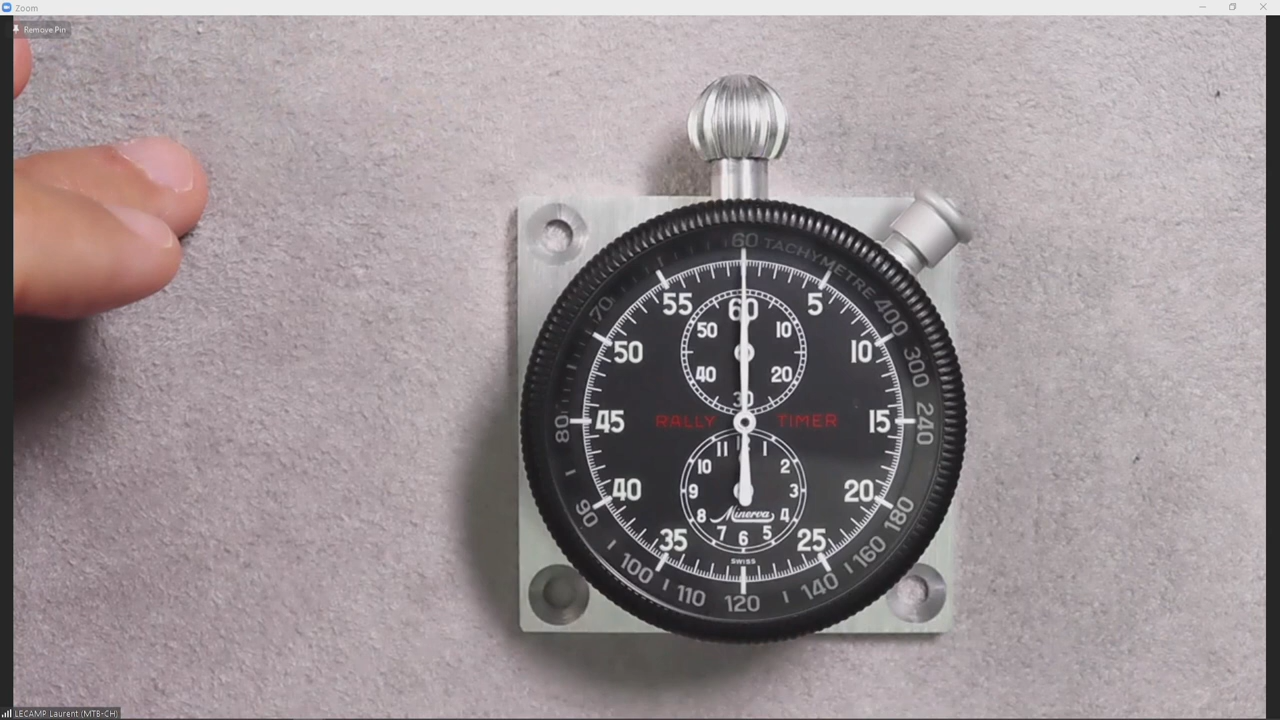 Zoom
Remove Pin
60 TACHYMETRE 400 300 240 180 160 140 120 110 100 90 80 70
60 5 10 15 20 25 35 40 45 50 55
60 10 20 30 40 50
RALLY TIMER
11 1 2 3 4 5 6 7 8 9 10
Minerva
SWISS
LECAMP Laurent (MTB-CH)